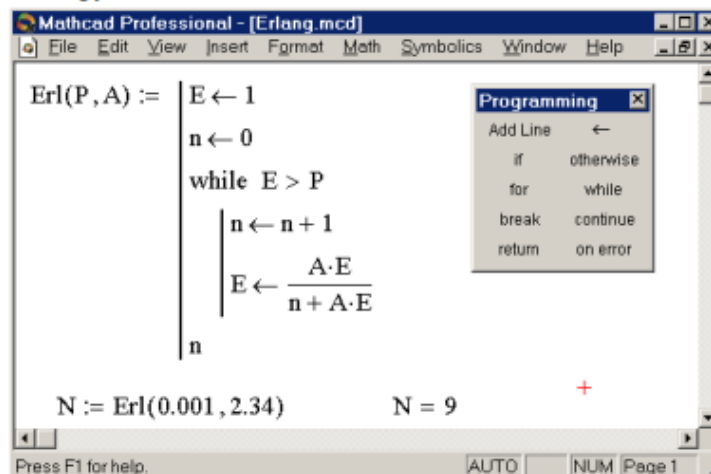 Mathcad Professional - [Erlang.mcd]
File Edit View Insert Format Math Symbolics Window Help
Erl(P, A) := E ← 1
n ← 0
while E > P
n ← n + 1
E ← A·E / n + A·E
n
N := Erl(0.001, 2.34) N = 9
Programming
Add Line ←
if otherwise
for while
break continue
return on error
Press F1 for help. AUTO NUM Page 1